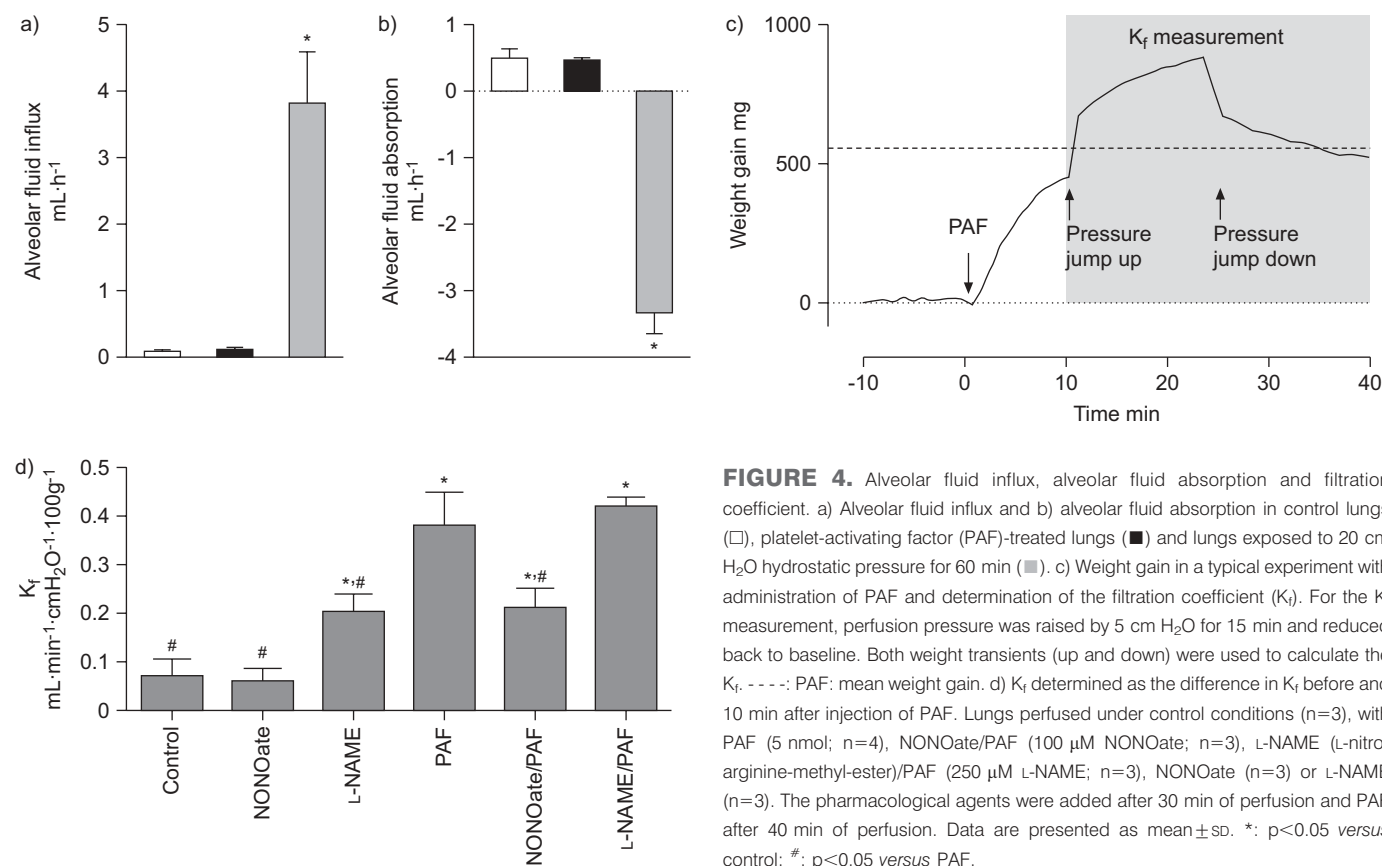 a)
5
4
3
2
1
0
Alveolar fluid influx
mL·h⁻¹
*
b)
1
0
-1
-2
-3
-4
Alveolar fluid absorption
mL·h⁻¹
*
c)
1000
500
0
Weight gain mg
Kf measurement
PAF
Pressure
jump up
Pressure
jump down
-10 0 10 20 30 40
Time min
d)
0.5
0.4
0.3
0.2
0.1
0
Kf
mL·min⁻¹·cmH₂O⁻¹·100g⁻¹
# # *,# * *,# *
Control
NONOate
L-NAME
PAF
NONOate/PAF
L-NAME/PAF
FIGURE 4. Alveolar fluid influx, alveolar fluid absorption and filtration
coefficient. a) Alveolar fluid influx and b) alveolar fluid absorption in control lungs
(□), platelet-activating factor (PAF)-treated lungs (■) and lungs exposed to 20 cm
H₂O hydrostatic pressure for 60 min (■). c) Weight gain in a typical experiment with
administration of PAF and determination of the filtration coefficient (Kf). For the K
measurement, perfusion pressure was raised by 5 cm H₂O for 15 min and reduced
back to baseline. Both weight transients (up and down) were used to calculate the
Kf. - - - -: PAF: mean weight gain. d) Kf determined as the difference in Kf before and
10 min after injection of PAF. Lungs perfused under control conditions (n=3), with
PAF (5 nmol; n=4), NONOate/PAF (100 µM NONOate; n=3), L-NAME (L-nitro
arginine-methyl-ester)/PAF (250 µM L-NAME; n=3), NONOate (n=3) or L-NAME
(n=3). The pharmacological agents were added after 30 min of perfusion and PAF
after 40 min of perfusion. Data are presented as mean±SD. *: p<0.05 versus
control; #: p<0.05 versus PAF.